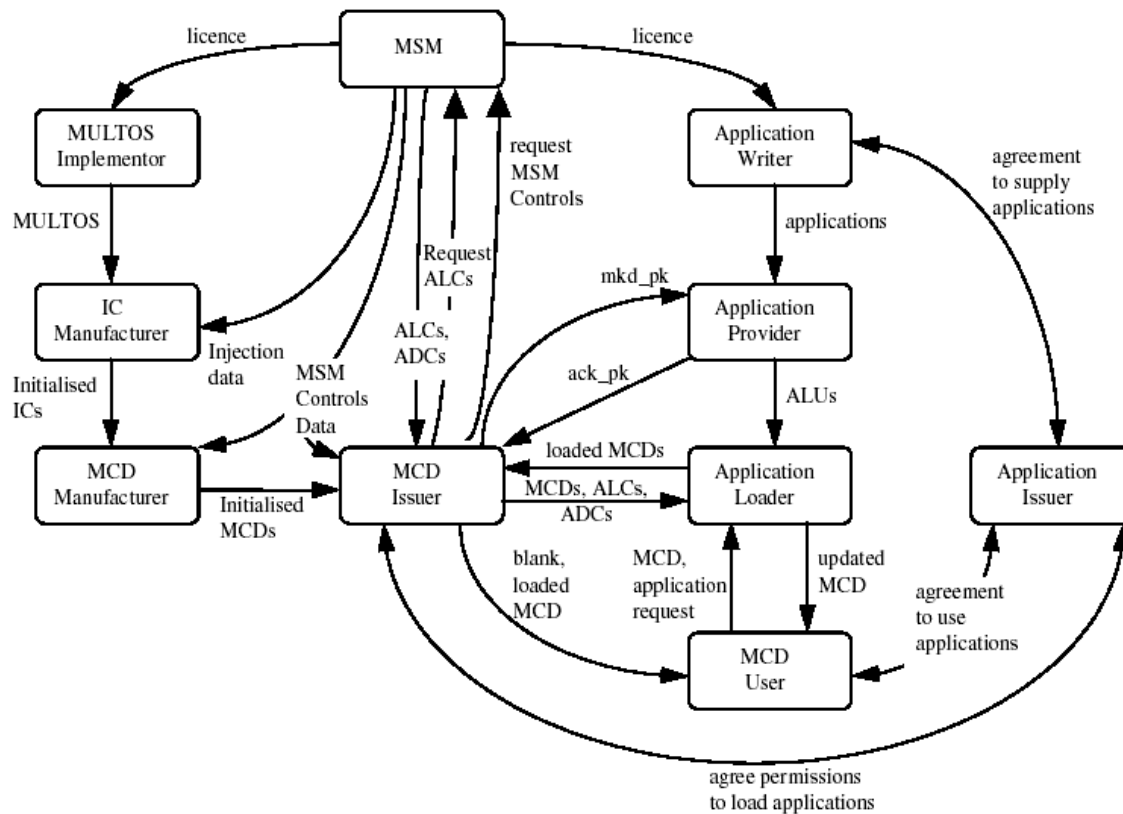 licence
MSM
licence
MULTOS
Implementor
request
MSM
Controls
Application
Writer
agreement
to supply
applications
MULTOS
applications
Request
ALCs
mkd_pk
IC
Manufacturer
Application
Provider
Injection
data
ALCs,
ADCs
ack_pk
Initialised
ICs
MSM
Controls
Data
ALUs
MCD
Manufacturer
Initialised
MCDs
MCD
Issuer
loaded MCDs
MCDs, ALCs,
ADCs
Application
Loader
Application
Issuer
blank,
loaded
MCD
MCD,
application
request
updated
MCD
agreement
to use
applications
MCD
User
agree permissions
to load applications